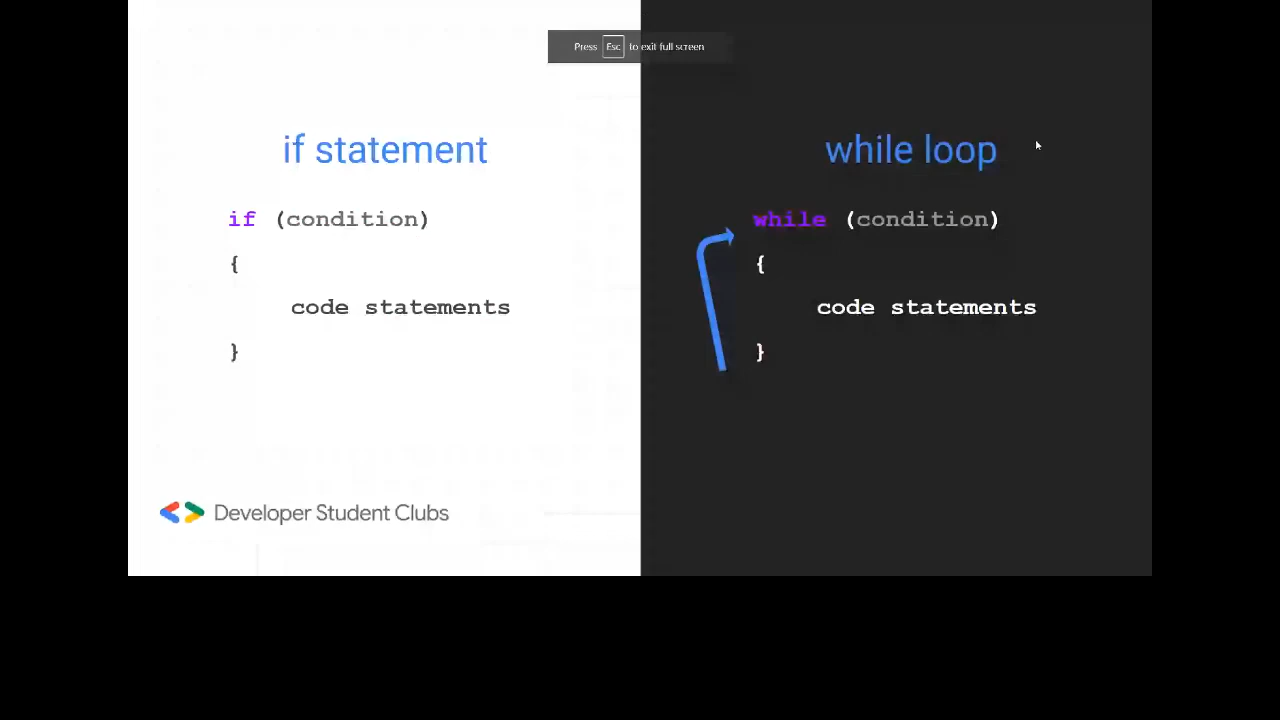 Press Esc to exit full screen
if statement
if (condition)
{
code statements
}
Developer Student Clubs
while loop
while (condition)
{
code statements
}